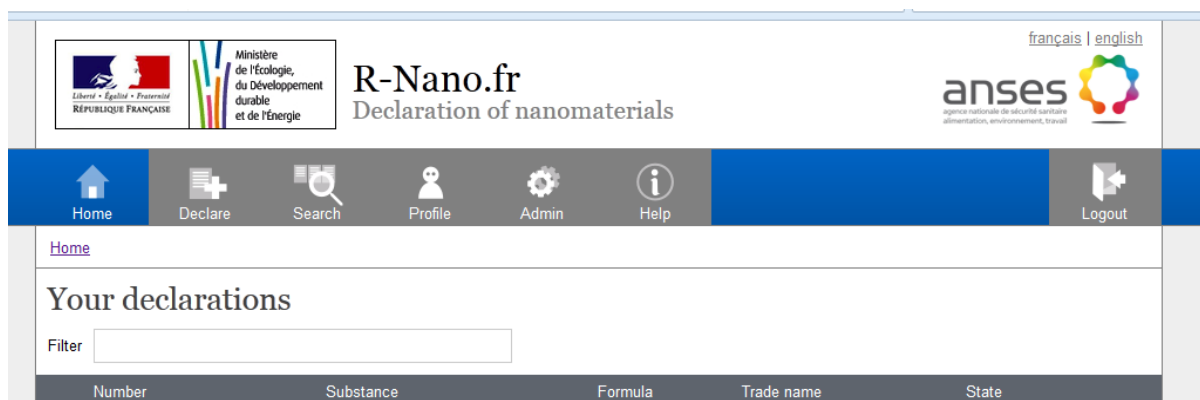 français | english
Liberté • Égalité • Fraternité
RÉPUBLIQUE FRANÇAISE
Ministère
de l'Écologie,
du Développement
durable
et de l'Énergie
R-Nano.fr
Declaration of nanomaterials
anses
agence nationale de sécurité sanitaire
alimentation, environnement, travail
Home
Declare
Search
Profile
Admin
Help
Logout
Home
Your declarations
Filter
Number Substance Formula Trade name State